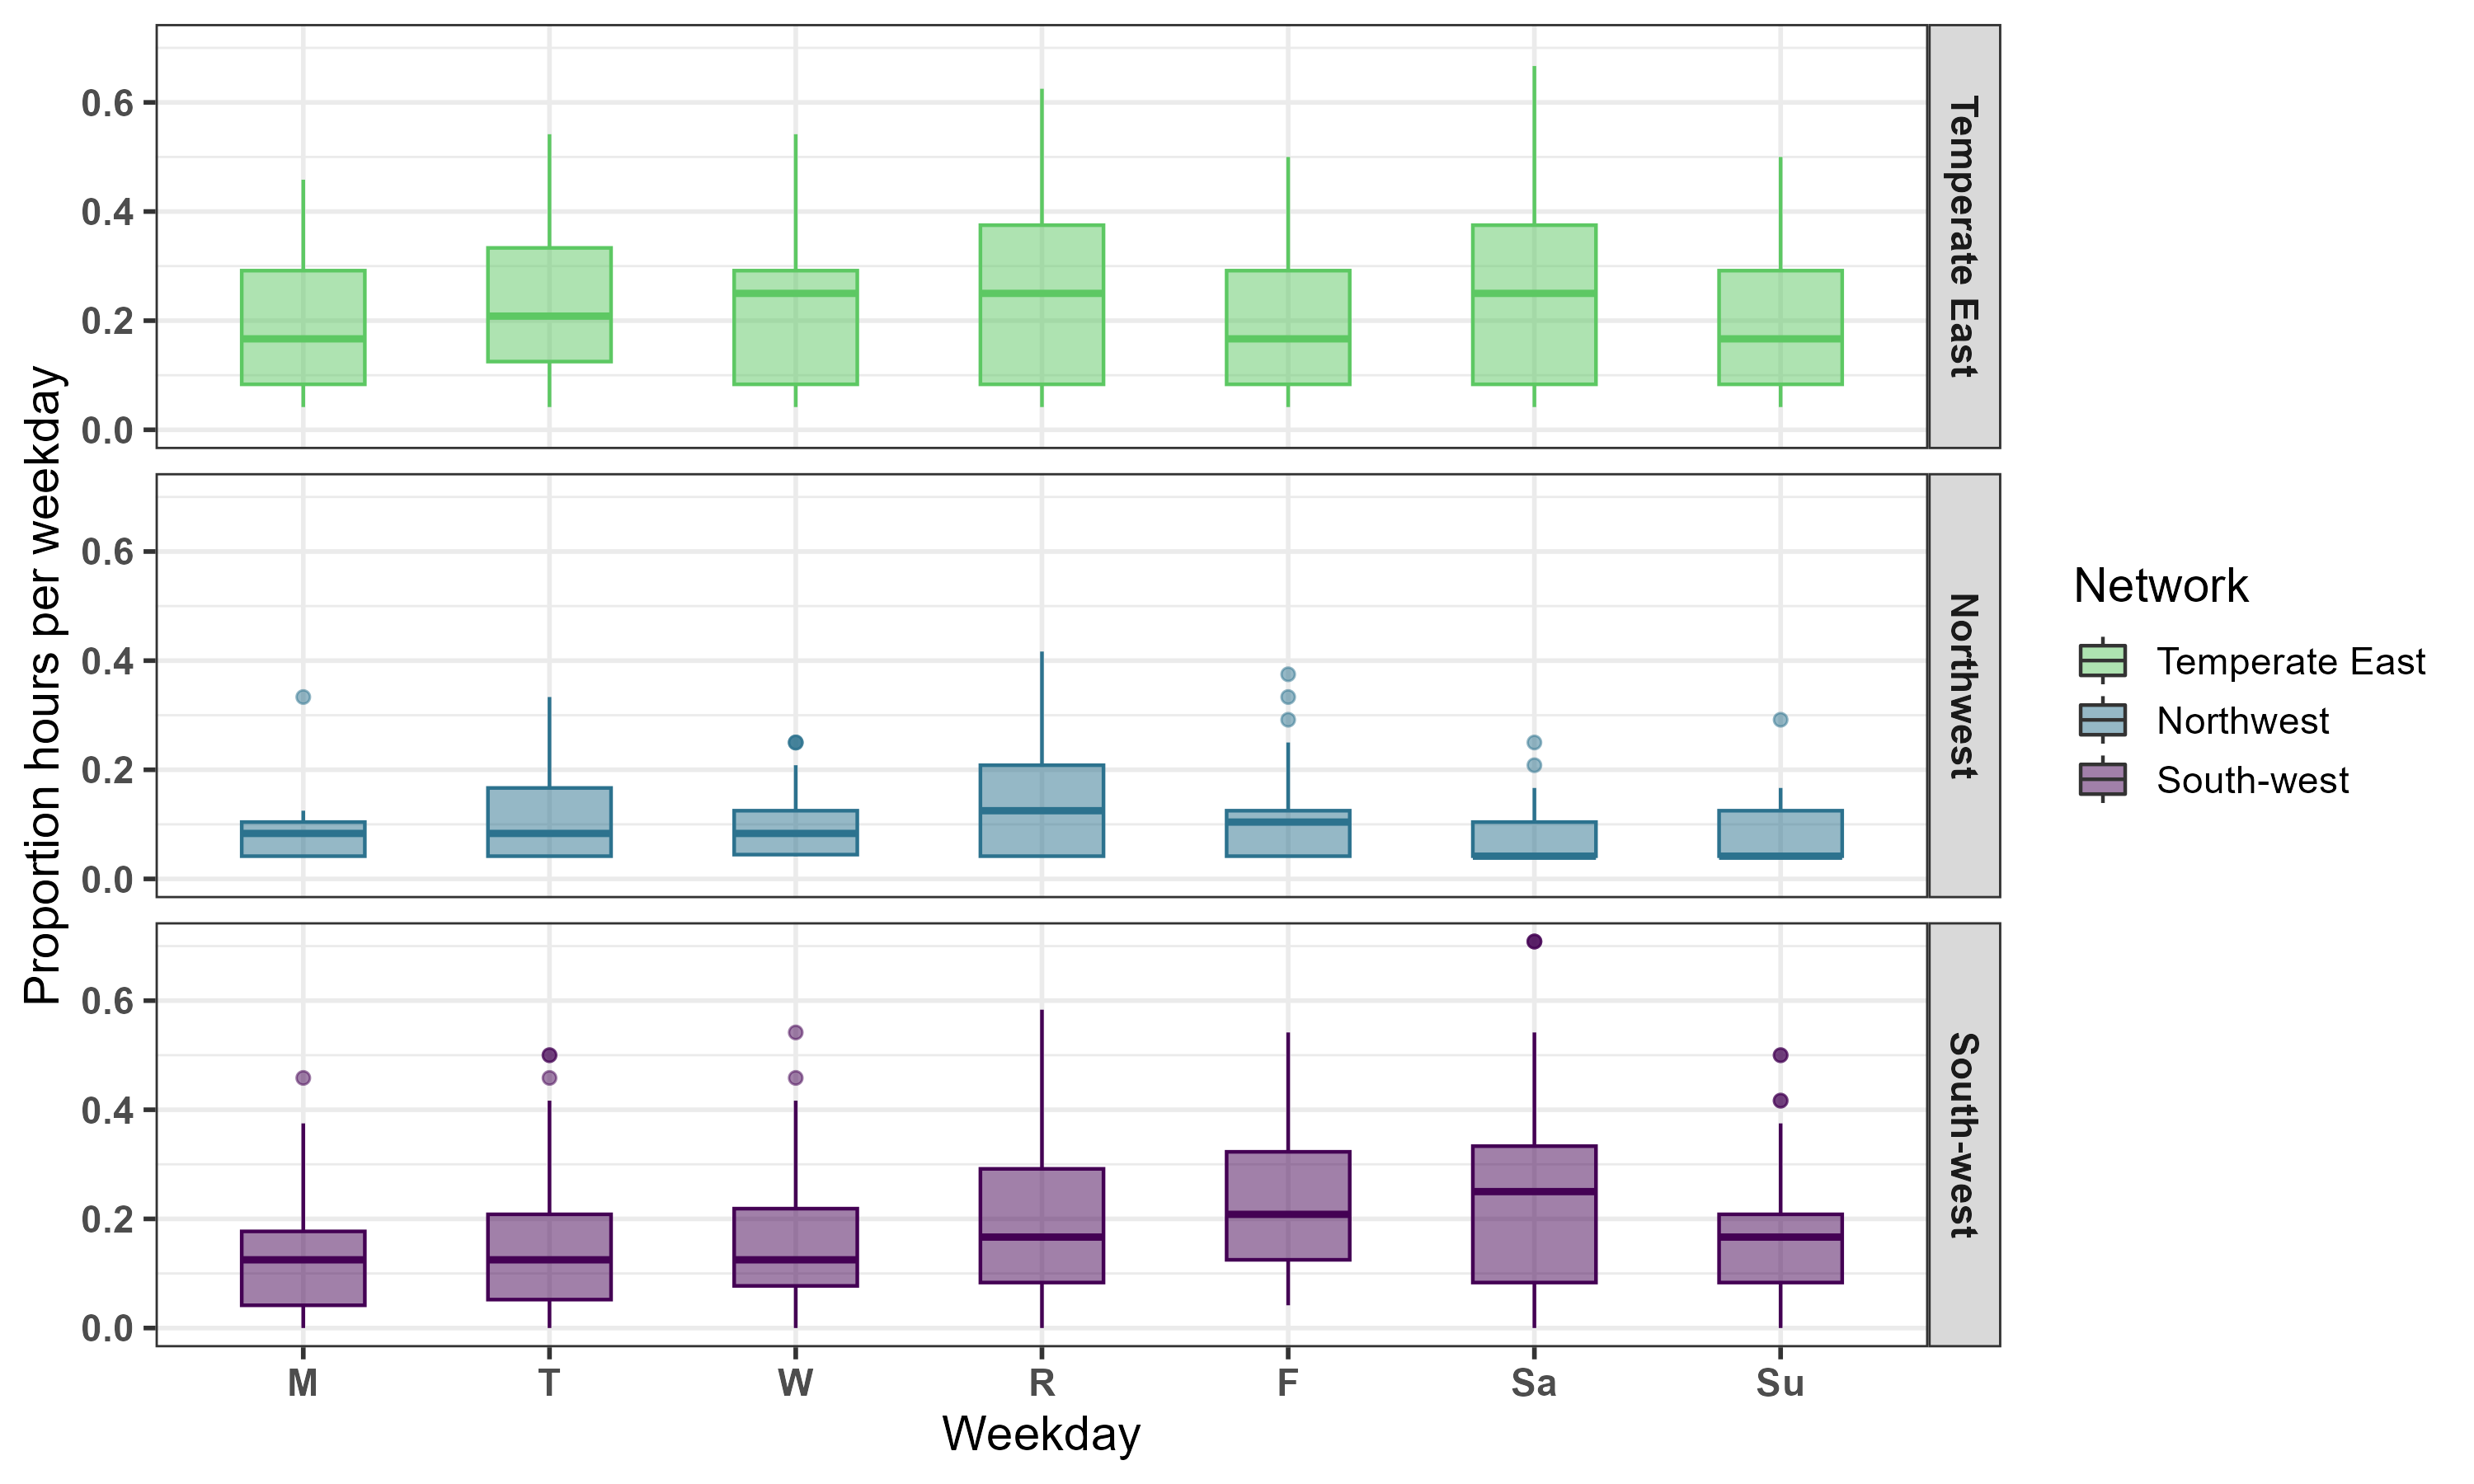 Proportion hours per weekday
0.6
0.4
0.2
0.0
Temperate East
0.6
0.4
0.2
0.0
Northwest
0.6
0.4
0.2
0.0
South-west
M T W R F Sa Su
Weekday
Network
Temperate East
Northwest
South-west